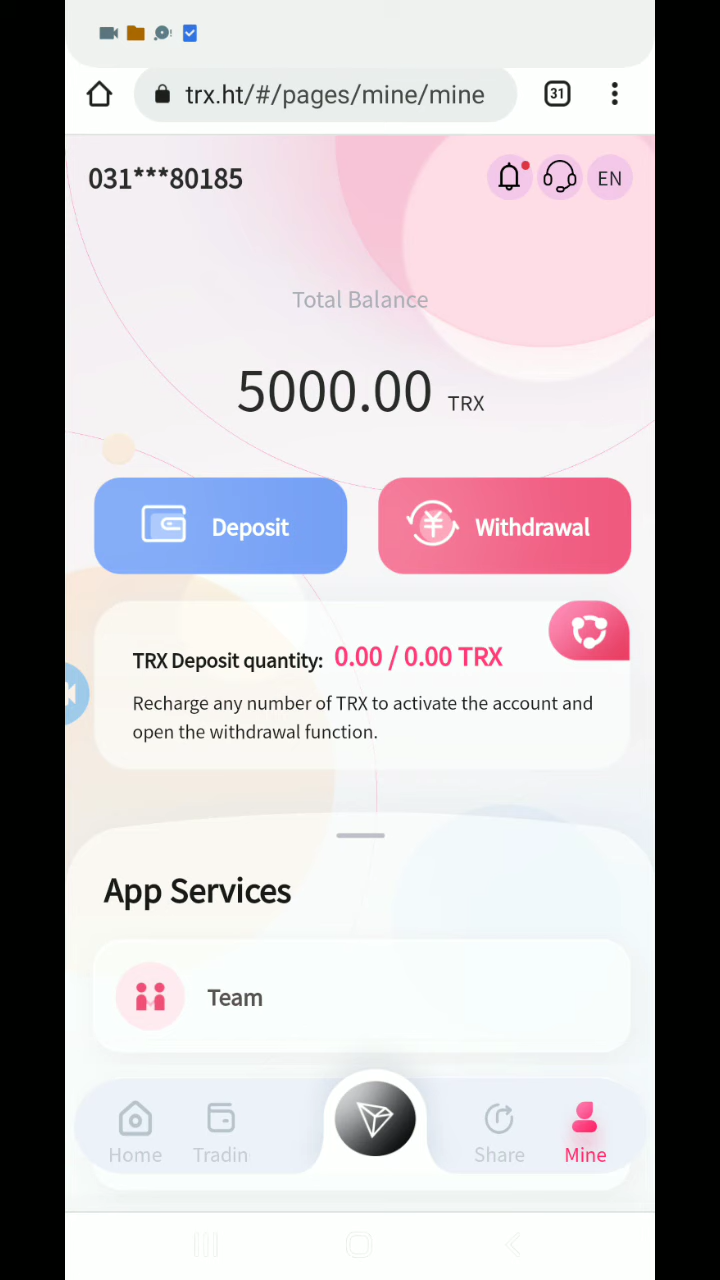 trc.ht/#/pages/mine/mine
31
031***80185
EN
Total Balance
5000.00 TRX
Deposit
Withdrawal
TRX Deposit quantity: 0.00 / 0.00 TRX
Recharge any number of TRX to activate the account and
open the withdrawal function.
App Services
Team
Home
Tradin
Share
Mine